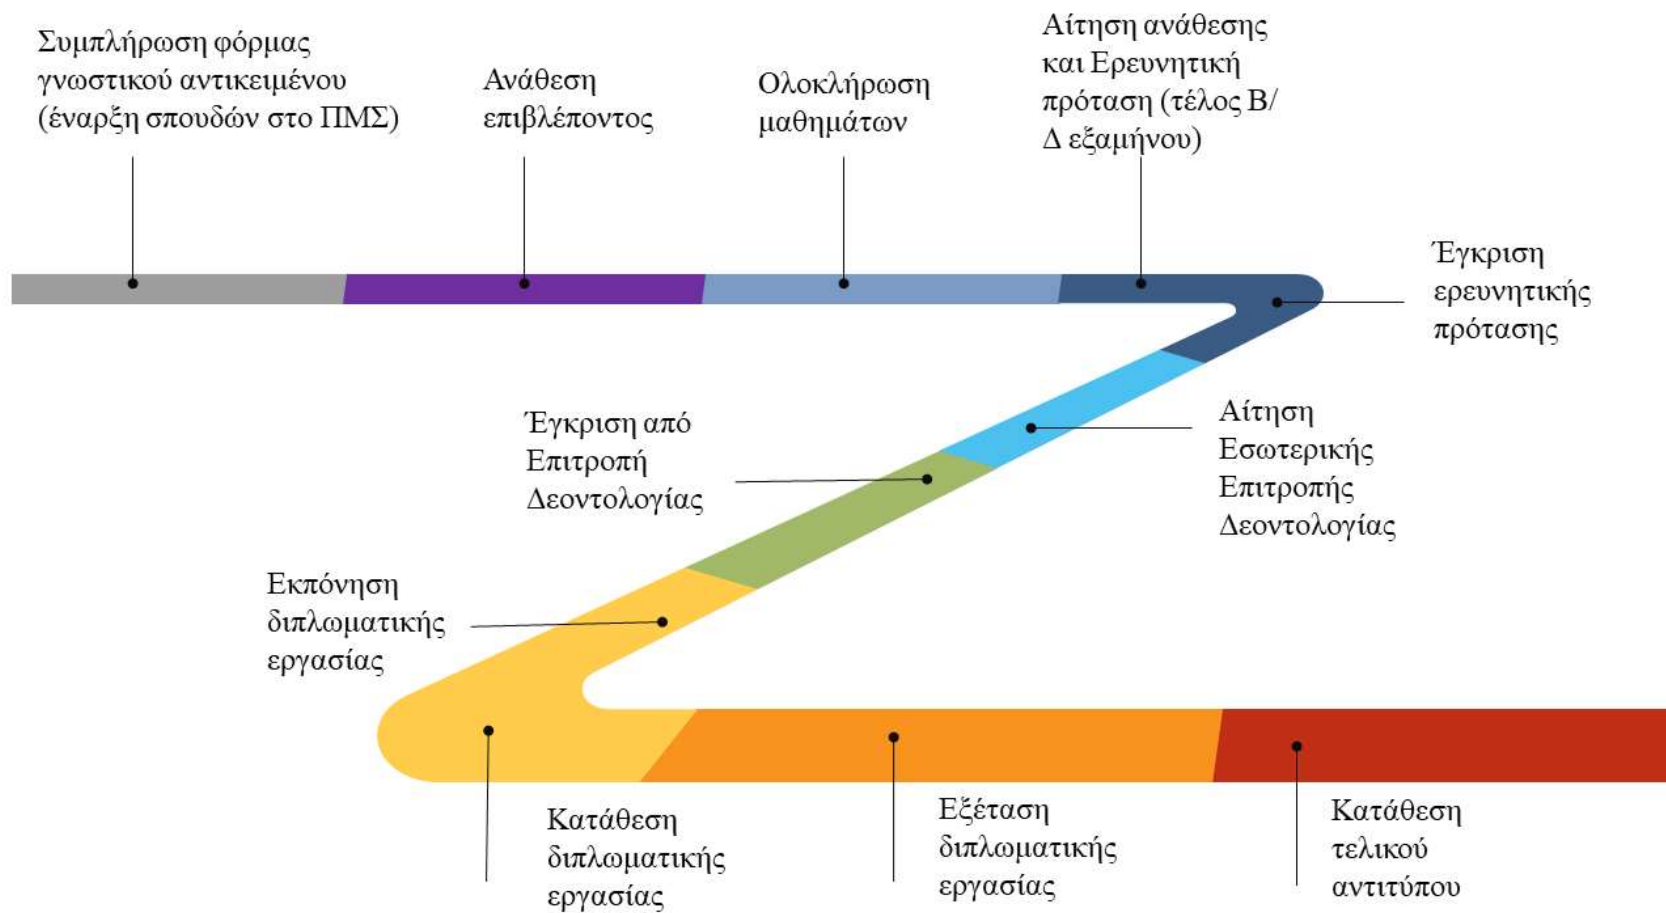 Συμπλήρωση φόρμας
γνωστικού αντικειμένου
(έναρξη σπουδών στο ΠΜΣ)
Ανάθεση
επιβλέποντος
Ολοκλήρωση
μαθημάτων
Αίτηση ανάθεσης
και Ερευνητική
πρόταση (τέλος Β/
Δ εξαμήνου)
Έγκριση
ερευνητικής
πρότασης
Αίτηση
Εσωτερικής
Επιτροπής
Δεοντολογίας
Έγκριση από
Επιτροπή
Δεοντολογίας
Εκπόνηση
διπλωματικής
εργασίας
Κατάθεση
διπλωματικής
εργασίας
Εξέταση
διπλωματικής
εργασίας
Κατάθεση
τελικού
αντιτύπου